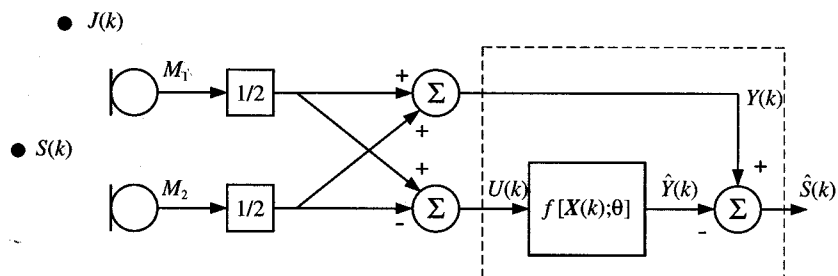 J(k)
M₁
1/2
+
Σ
+
Y(k)
S(k)
+
+
M₂
1/2
-
Σ
U(k)
f [X(k);θ]
Ŷ(k)
-
Σ
Ŝ(k)